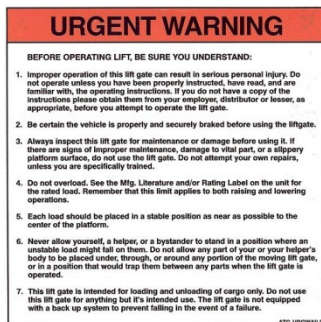 URGENT WARNING
BEFORE OPERATING LIFT, BE SURE YOU UNDERSTAND:
1. Improper operation of this lift gate can result in serious personal injury. Do
not operate unless you have been properly instructed, have read, and are
familiar with, the operating instructions. If you do not have a copy of the
instructions please obtain them from your employer, distributor or lesser, as
appropriate, before you attempt to operate the lift gate.
2. Be certain the vehicle is properly and securely braked before using the liftgate.
3. Always inspect this lift gate for maintenance or damage before using it. If
there are signs of improper maintenance, damage to vital part, or a slippery
platform surface, do not use the lift gate. Do not attempt your own repairs,
unless you are specifically trained.
4. Do not overload. See the Mfg. Literature and/or Rating Label on the unit for
the rated load. Remember that this limit applies to both raising and lowering
operations.
5. Each load should be placed in a stable position as near as possible to the
center of the platform.
6. Never allow yourself, a helper, or a bystander to stand in a position where an
unstable load might fall on them. Do not allow any part of your or your helper's
body to be placed under, through, or around any portion of the moving lift gate,
or in a position that would trap them between any parts when the lift gate is
operated.
7. This lift gate is intended for loading and unloading of cargo only. Do not use
this lift gate for anything but it's intended use. The lift gate is not equipped
with a back up system to prevent falling in the event of a failure.